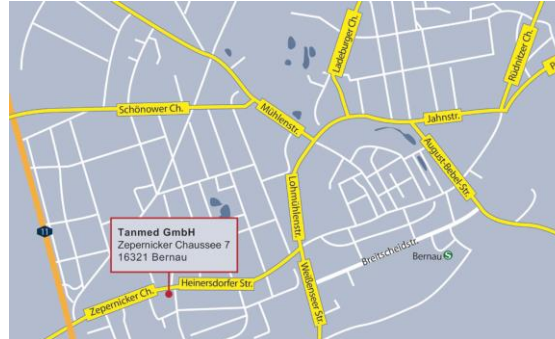 Ladeburger Ch.
Rüdnitzer Ch.
P
Schönower Ch.
Mühlenstr.
Jahnstr.
August-Bebel Str.
Lohmühlenstr.
11
Tanmed GmbH
Zepernicker Chaussee 7
16321 Bernau
Breitscheidstr.
Bernau S
Heinersdorfer Str.
Zepernicker Ch.
Weißenseer Str.